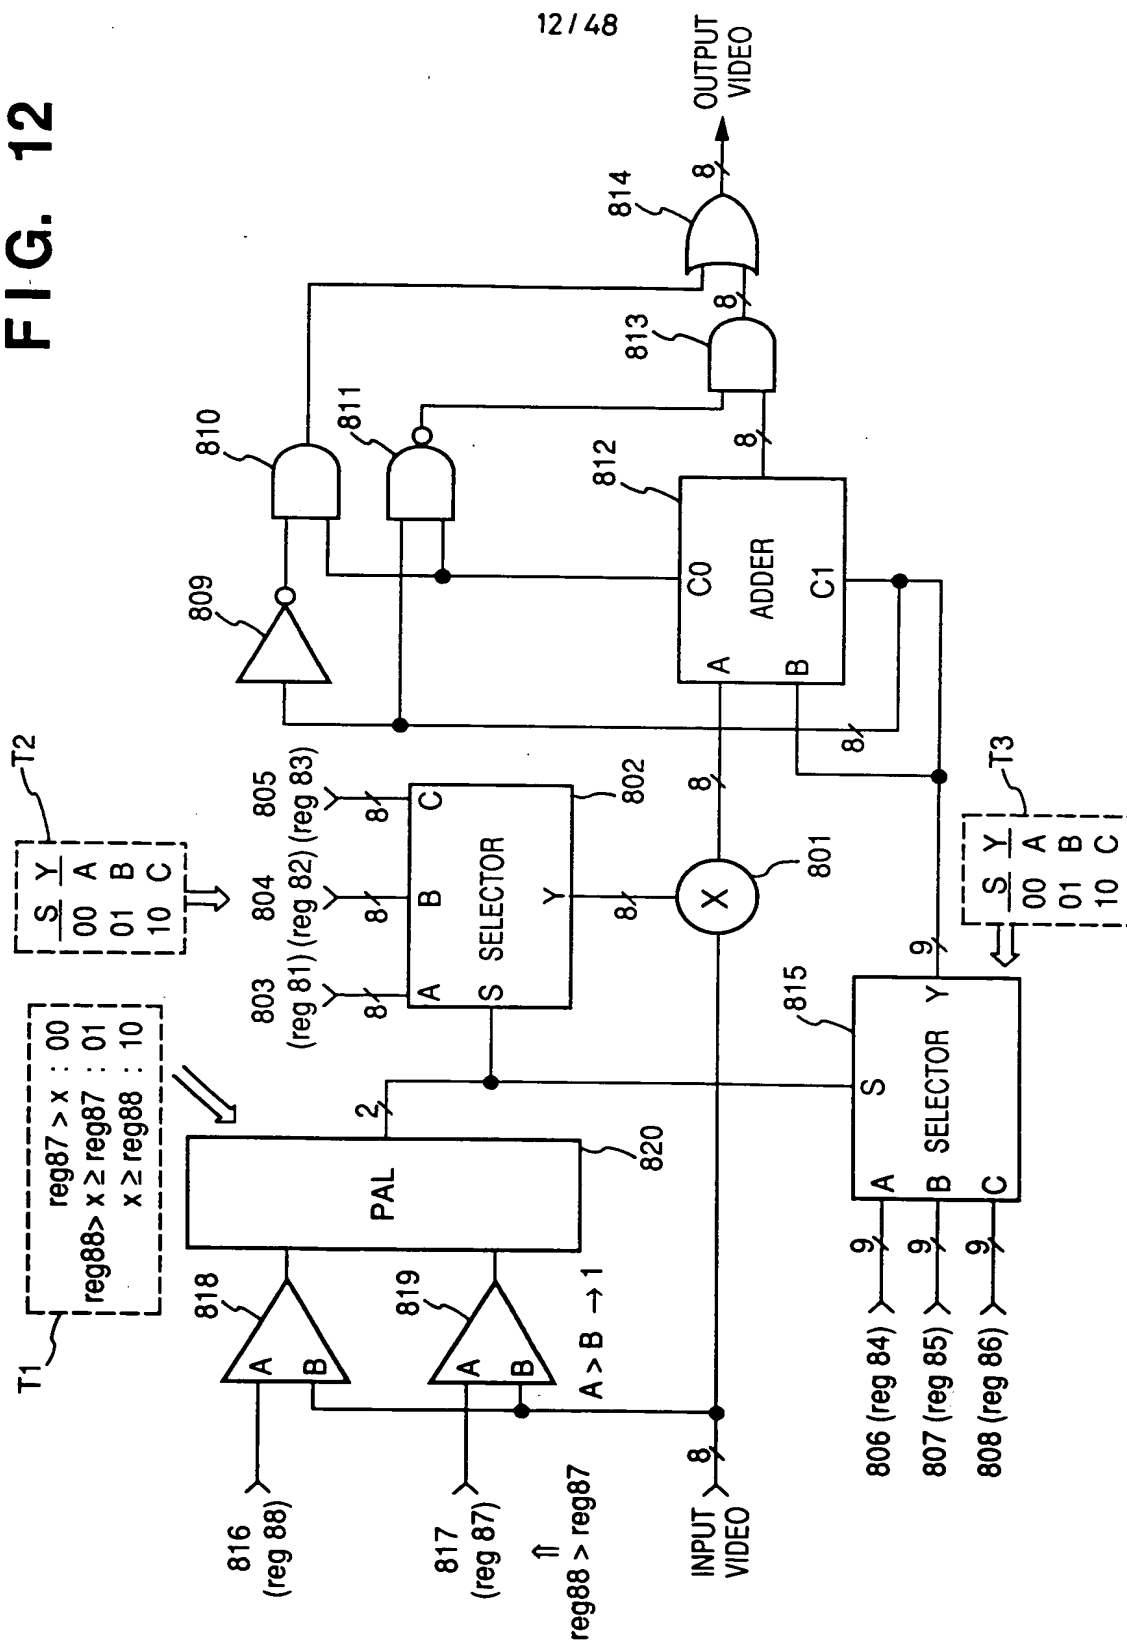 12/48
FIG. 12
T1
reg87 > x : 00
reg88> x ≥ reg87 : 01
x ≥ reg88 : 10
T2
S Y
00 A
01 B
10 C
816
(reg 88)
817
(reg 87)
⇑
reg88 > reg87
818
A
B
819
A
B
A > B → 1
PAL
820
2
803
(reg 81)
804
(reg 82)
805
(reg 83)
8
8
8
A
B
C
S
SELECTOR
Y
802
8
INPUT
VIDEO
8
X
801
8
806 (reg 84)
807 (reg 85)
808 (reg 86)
9
9
9
S
A
B
C
SELECTOR
Y
815
9
T3
S Y
00 A
01 B
10 C
809
810
811
8
812
A
B
C0
ADDER
C1
8
813
8
814
8
OUTPUT
VIDEO